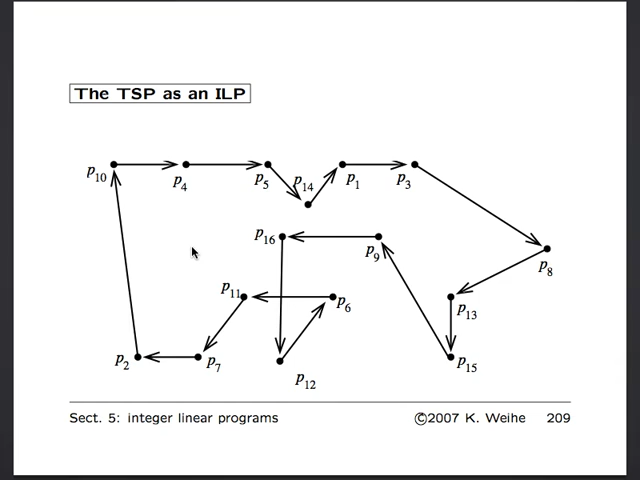 The TSP as an ILP
p10 p4 p5 p14 p1 p3
p16 p9 p8
p11 p6 p13
p2 p7 p12 p15
Sect. 5: integer linear programs ©2007 K. Weihe 209